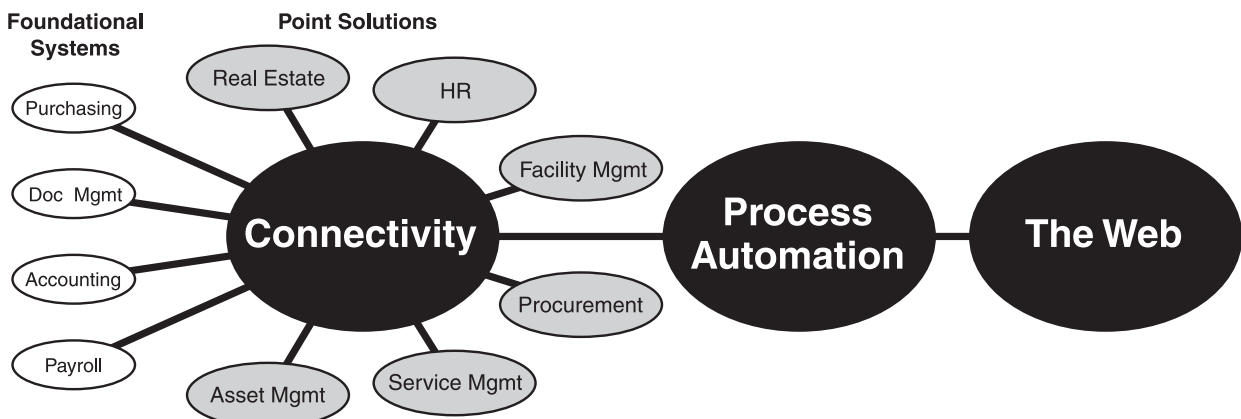 Foundational
Systems
Point Solutions
Real Estate
HR
Purchasing
Facility Mgmt
Doc Mgmt
Connectivity
Process
Automation
The Web
Accounting
Procurement
Payroll
Asset Mgmt
Service Mgmt